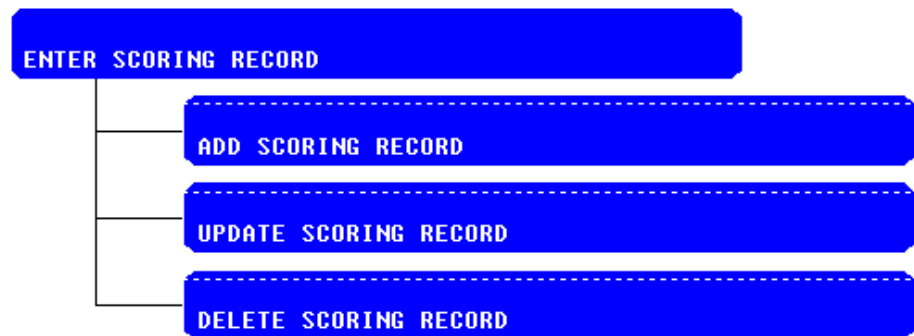 ENTER SCORING RECORD
ADD SCORING RECORD
UPDATE SCORING RECORD
DELETE SCORING RECORD